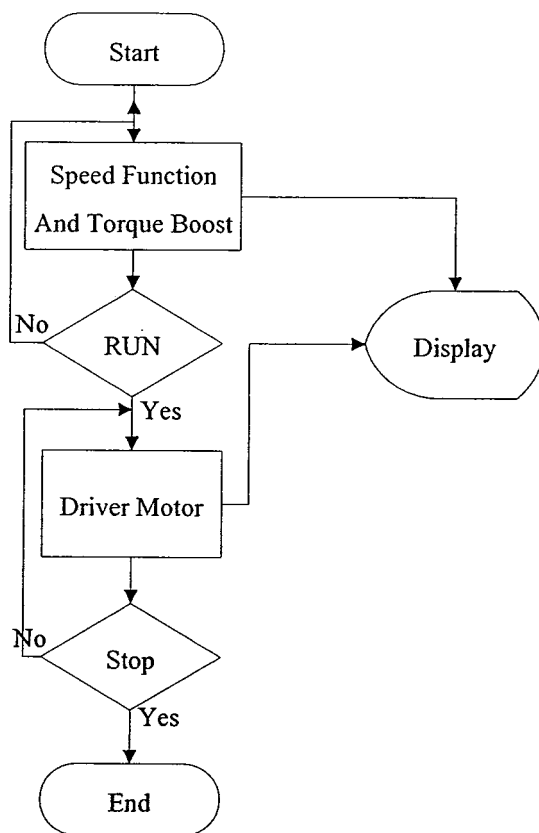 Start
Speed Function
And Torque Boost
No
RUN
Display
Yes
Driver Motor
No
Stop
Yes
End